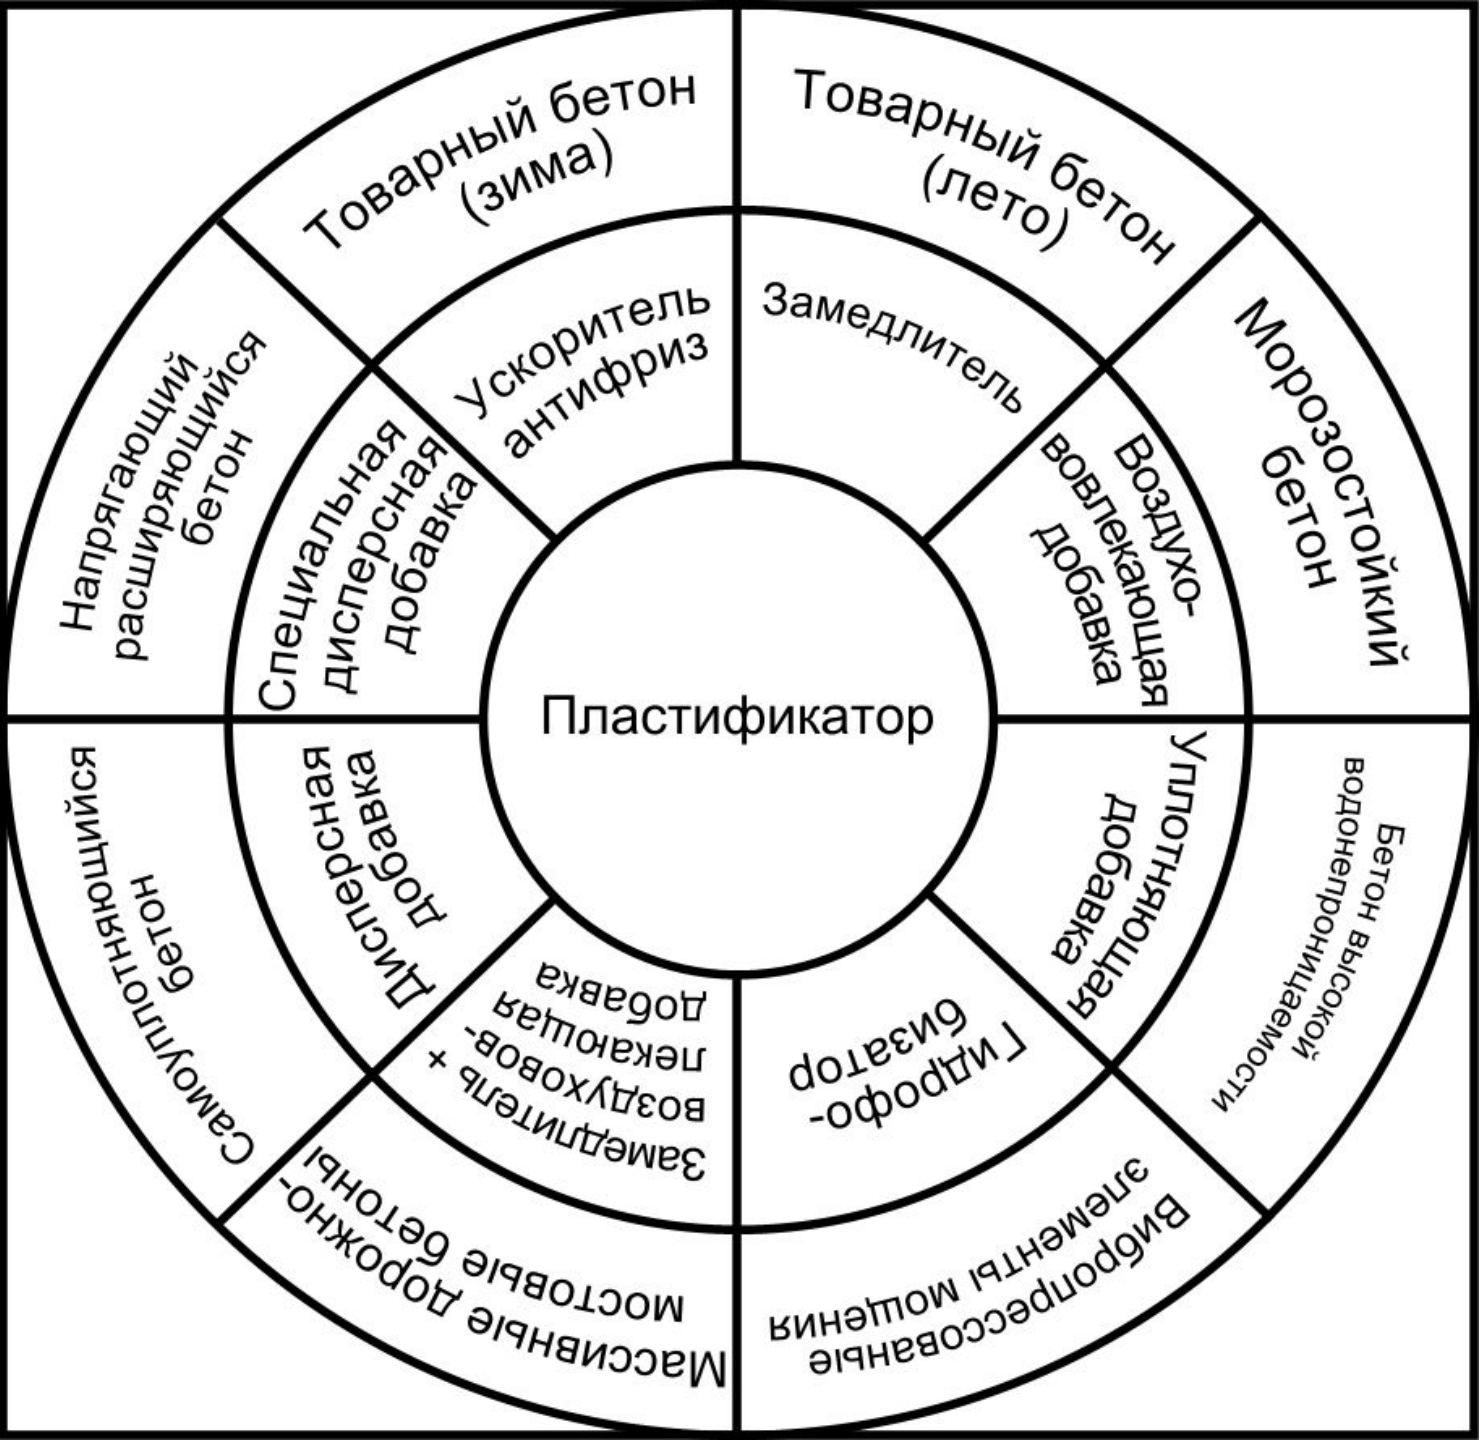 Товарный бетон
(зима)
Товарный бетон
(лето)
Морозостойкий
бетон
Бетон высокой
водонепроницаемости
Вибропрессованые
элементы мощения
Массивные дорожно-
мостовые бетоны
Самоуплотняющийся
бетон
Напрягающий
расширяющийся
бетон
Ускоритель
антифриз
Замедлитель
Воздухо-
вовлекающая
добавка
Уплотняющая
добавка
Гидрофо-
бизатор
Замедлитель +
воздуховов-
лекающая
добавка
Дисперсная
добавка
Специальная
дисперсная
добавка
Пластификатор